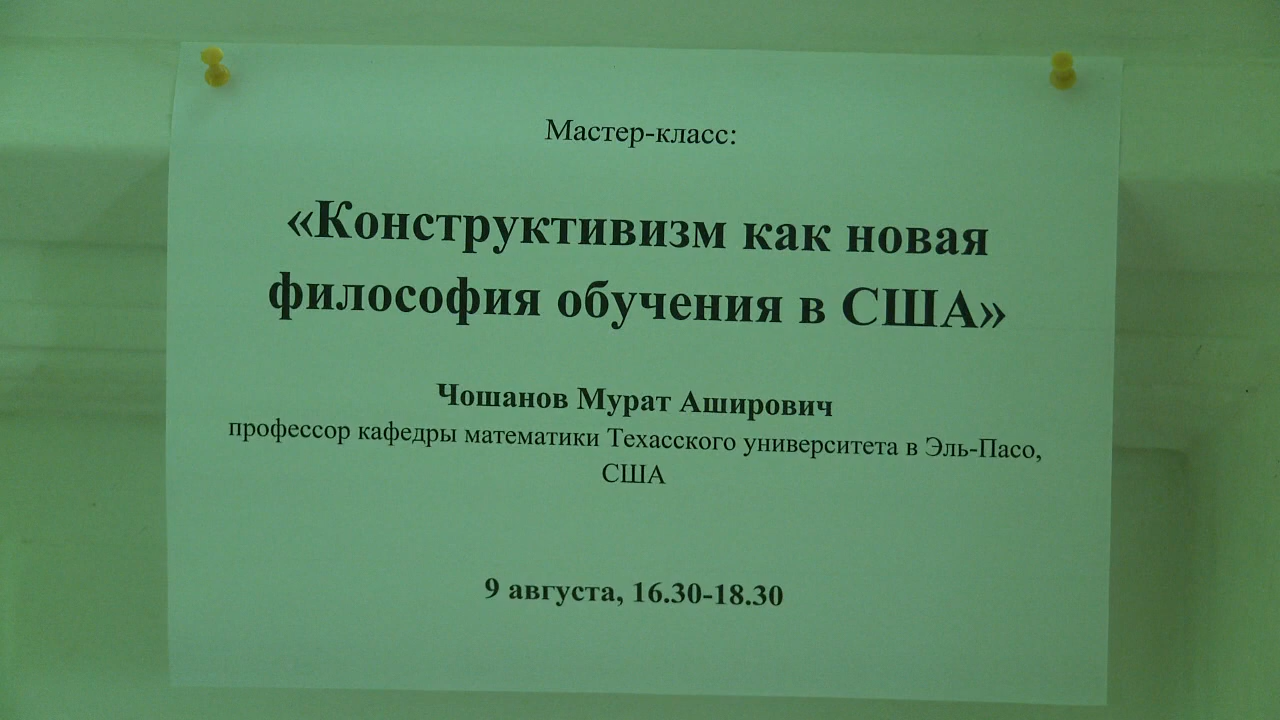 Мастер-класс:
«Конструктивизм как новая
философия обучения в США»
Чошанов Мурат Аширович
профессор кафедры математики Техасского университета в Эль-Пасо,
США
9 августа, 16.30-18.30